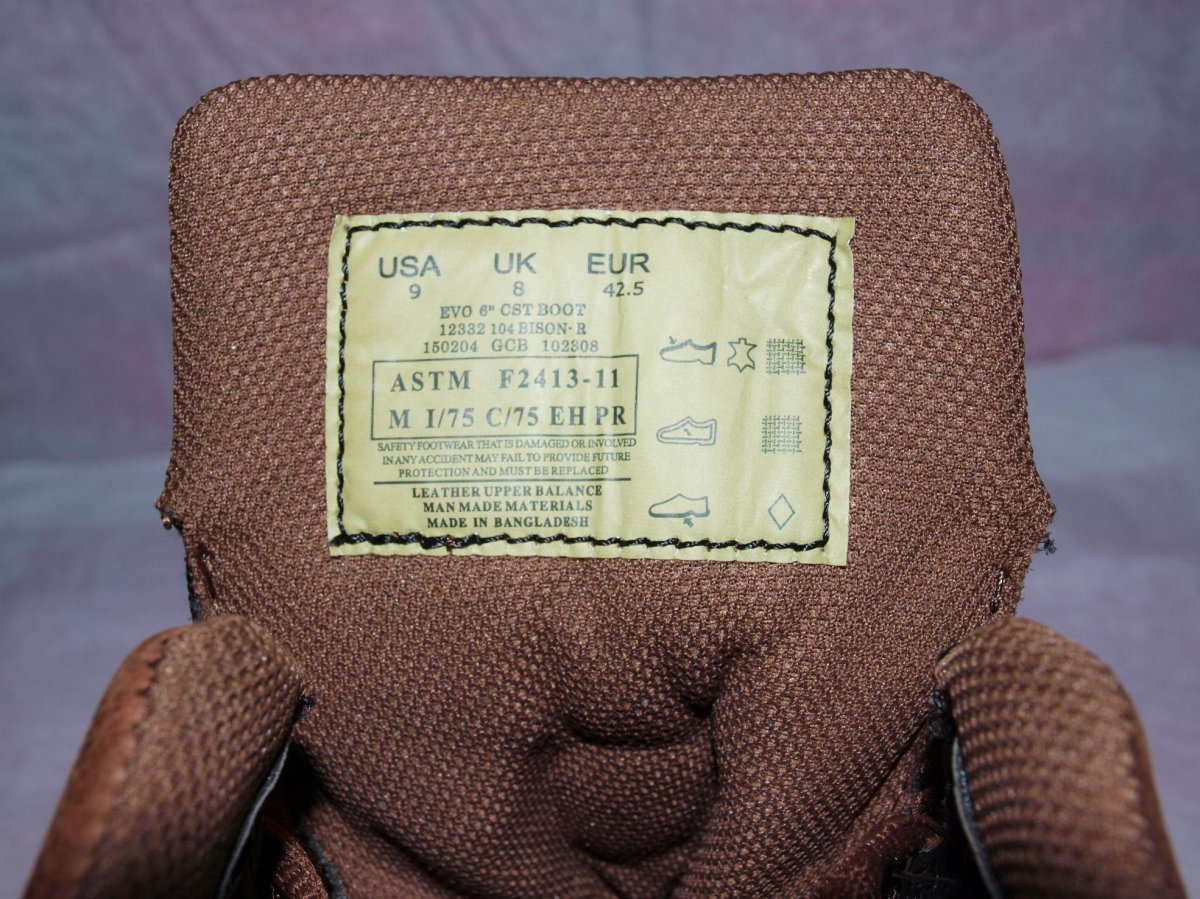 USA UK EUR
9 8 42.5
EVO 6" CST BOOT
12332 104 BISON-R
150204 GCB 102308
ASTM F2413-11
M I/75 C/75 EH PR
SAFETY FOOTWEAR THAT IS DAMAGED OR INVOLVED
IN ANY ACCIDENT MAY FAIL TO PROVIDE FUTURE
PROTECTION AND MUST BE REPLACED
LEATHER UPPER BALANCE
MAN MADE MATERIALS
MADE IN BANGLADESH